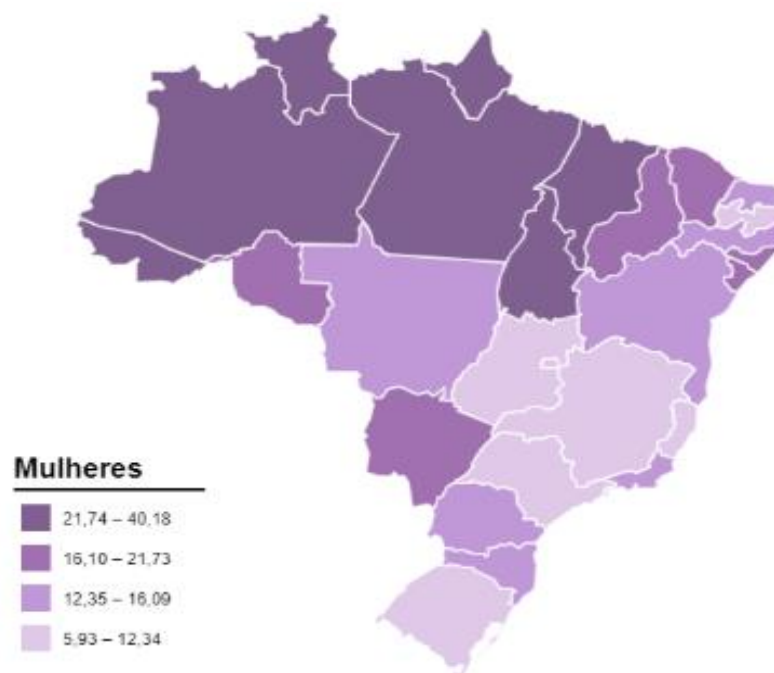 Mulheres
21,74 – 40,18
16,10 – 21,73
12,35 – 16,09
5,93 – 12,34